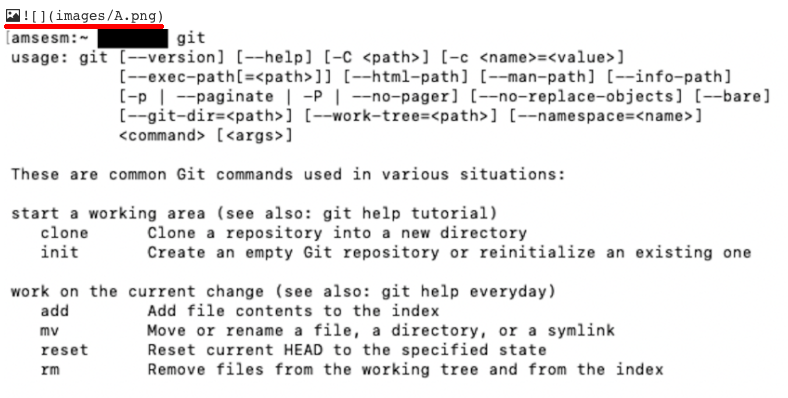 ![](images/A.png)
[amsesm:~ git
usage: git [--version] [--help] [-C <path>] [-c <name>=<value>]
[--exec-path[=<path>]] [--html-path] [--man-path] [--info-path]
[-p | --paginate | -P | --no-pager] [--no-replace-objects] [--bare]
[--git-dir=<path>] [--work-tree=<path>] [--namespace=<name>]
<command> [<args>]
These are common Git commands used in various situations:
start a working area (see also: git help tutorial)
clone Clone a repository into a new directory
init Create an empty Git repository or reinitialize an existing one
work on the current change (see also: git help everyday)
add Add file contents to the index
mv Move or rename a file, a directory, or a symlink
reset Reset current HEAD to the specified state
rm Remove files from the working tree and from the index